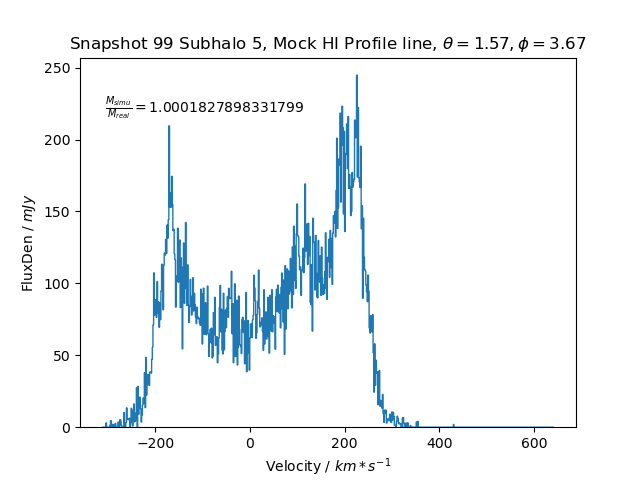 Snapshot 99 Subhalo 5, Mock HI Profile line, θ = 1.57, ϕ = 3.67
250
M_simu/M_real = 1.0001827898331799
200
150
100
50
0
FluxDen / mJy
−200 0 200 400 600
Velocity / km * s⁻¹